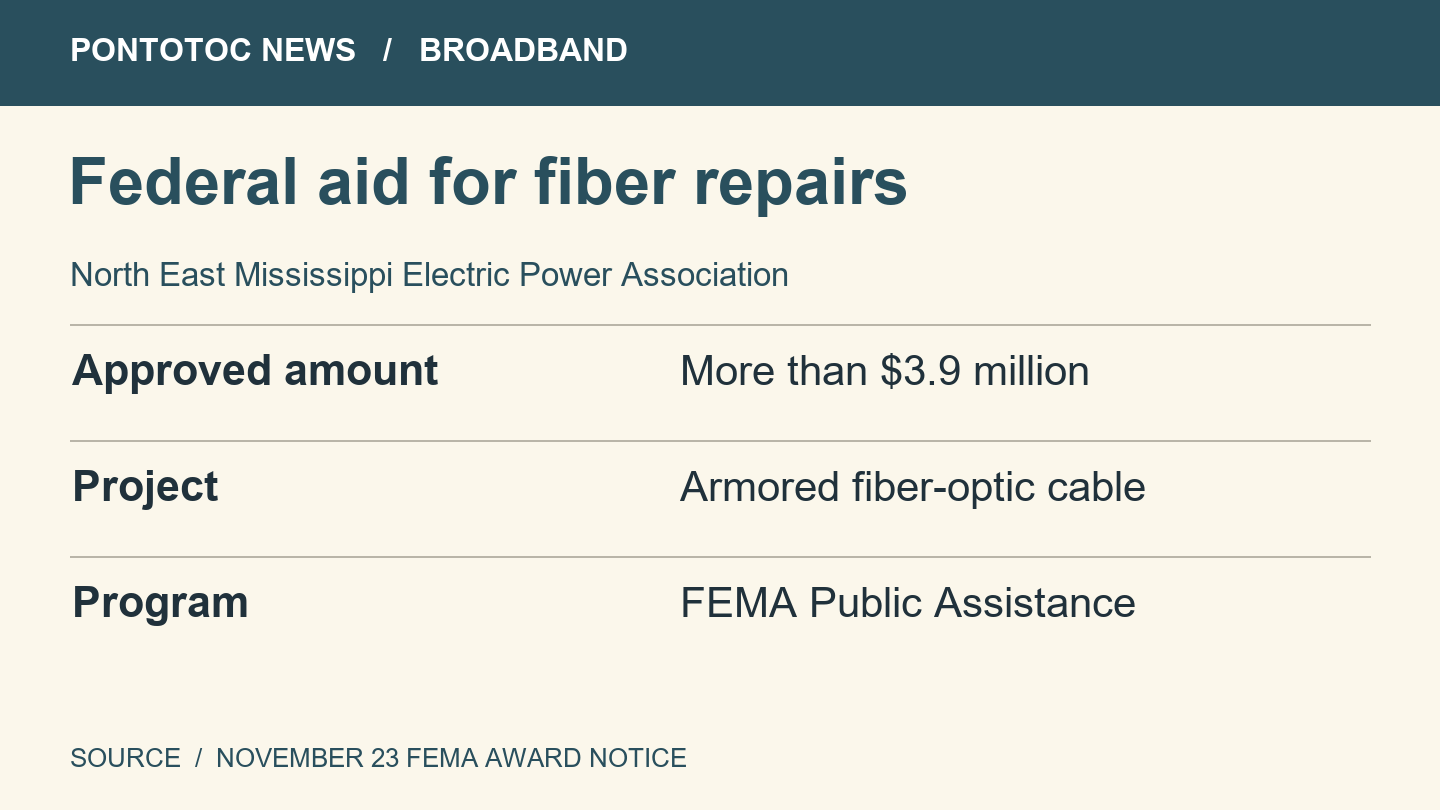 PONTOTOC NEWS / BROADBAND
Federal aid for fiber repairs
North East Mississippi Electric Power Association
Approved amount More than $3.9 million
Project Armored fiber-optic cable
Program FEMA Public Assistance
SOURCE / NOVEMBER 23 FEMA AWARD NOTICE